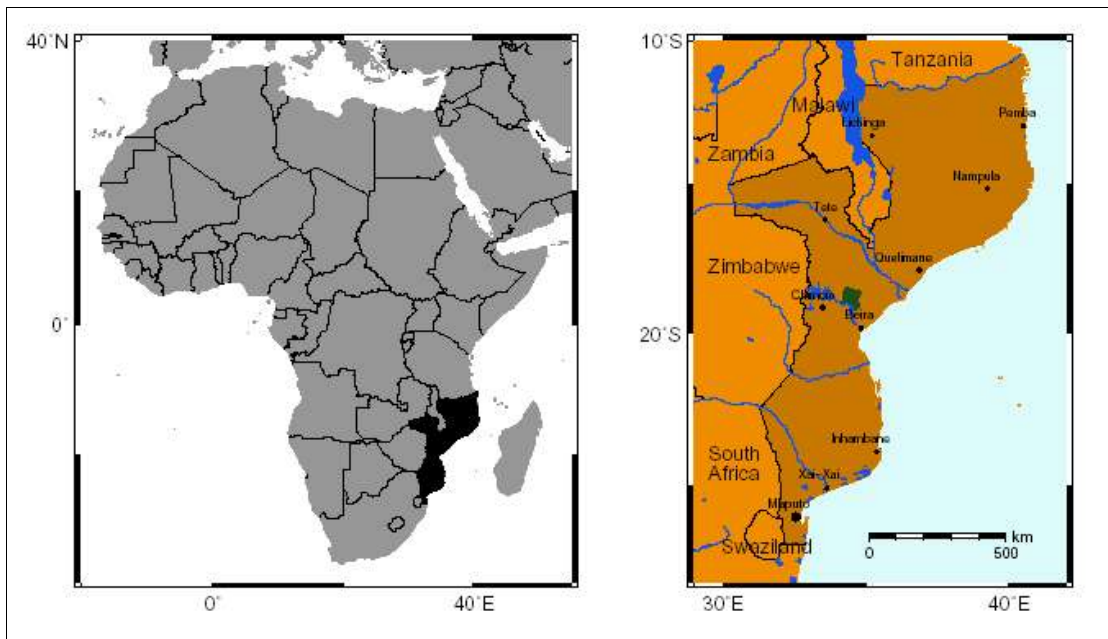 40°N
0°
0°
40°E
10°S
20°S
30°E
40°E
Tanzania
Malawi
Lichinga
Pemba
Zambia
Nampula
Tete
Quelimane
Zimbabwe
Chimoio
Beira
Inhambane
South
Africa
Xai-Xai
Maputo
Swaziland
km
0
500